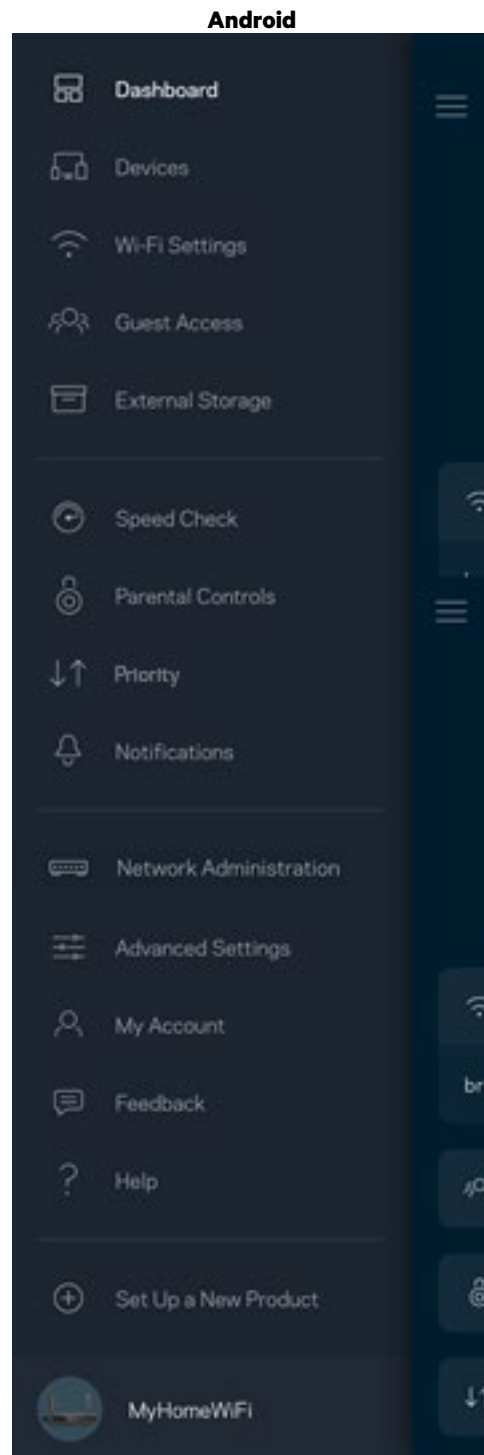 Android
Dashboard
Devices
Wi-Fi Settings
Guest Access
External Storage
Speed Check
Parental Controls
Priority
Notifications
Network Administration
Advanced Settings
My Account
Feedback
br
Help
Set Up a New Product
MyHomeWiFi